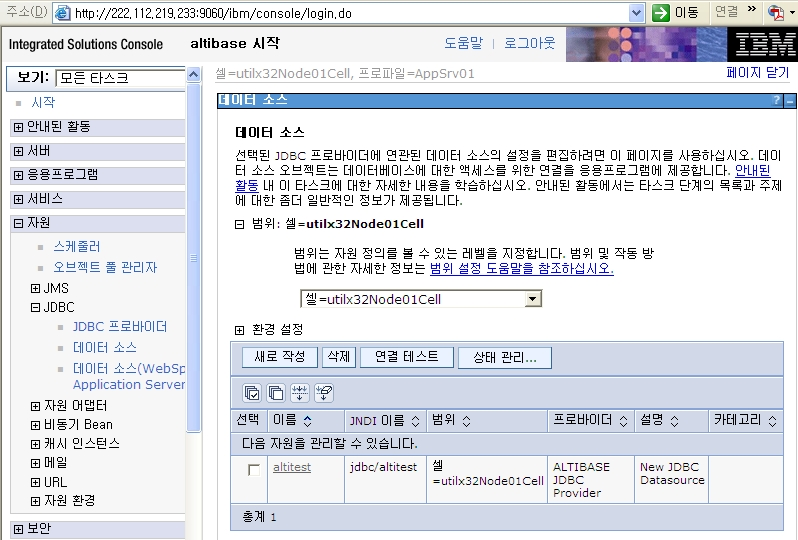 주소(D)
http://222,112,219,233:9060/ibm/console/login.do
이동
연결
Integrated Solutions Console
altibase 시작
도움말
로그아웃
IBM
보기: 모든 타스크
셀=utilx32Node01Cell, 프로파일=AppSrv01
페이지 닫기
시작
안내된 활동
서버
응용프로그램
서비스
자원
스케줄러
오브젝트 풀 관리자
JMS
JDBC
JDBC 프로바이더
데이터 소스
데이터 소스(WebSp
Application Server
자원 어댑터
비동기 Bean
캐시 인스턴스
메일
URL
자원 환경
보안
데이터 소스
? -
데이터 소스
선택된 JDBC 프로바이더에 연관된 데이터 소스의 설정을 편집하려면 이 페이지를 사용하십시오. 데이
터 소스 오브젝트는 데이터베이스에 대한 액세스를 위한 연결을 응용프로그램에 제공합니다. 안내된
활동 내 이 타스크에 대한 자세한 내용을 학습하십시오. 안내된 활동에서는 타스크 단계의 목록과 주제
에 대한 좀더 일반적인 정보가 제공됩니다.
범위: 셀=utilx32Node01Cell
범위는 자원 정의를 볼 수 있는 레벨을 지정합니다. 범위 및 작동 방
법에 관한 자세한 정보는 범위 설정 도움말을 참조하십시오.
셀=utilx32Node01Cell
환경 설정
새로 작성
삭제
연결 테스트
상태 관리...
선택 이름 JNDI 이름 범위 프로바이더 설명 카테고리
다음 자원을 관리할 수 있습니다.
altitest
jdbc/altitest
셀
=utilx32Node01Cell
ALTIBASE
JDBC
Provider
New JDBC
Datasource
총계 1